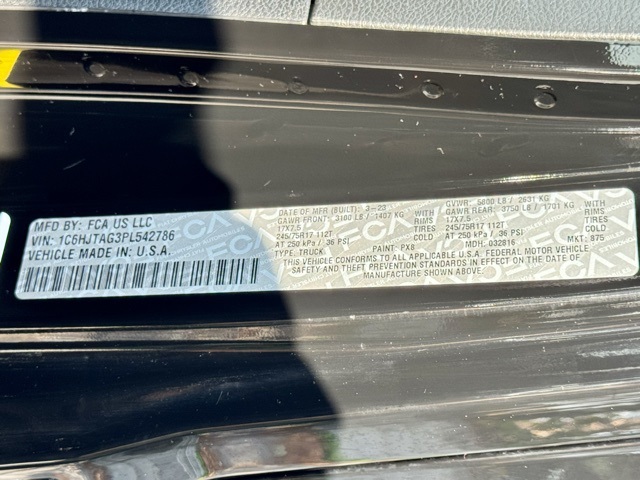 MFD BY: FCA US LLC
VIN: 1C6HJTAG3PL542786
VEHICLE MADE IN: U.S.A.
DATE OF MFR (BUILT): 3-23
GAWR FRONT: 3100 LB / 1407 KG
17X7.5
245/75R17 112T
AT 250 kPa / 36 PSI
TYPE: TRUCK
PAINT: PX8
WITH
RIMS
TIRES
GVWR: 5800 LB / 2631 KG
GAWR REAR: 3750 LB / 1701 KG
17X7.5
245/75R17 112T
AT 250 kPa / 36 PSI
MDH: 032816
WITH
RIMS
TIRES
MKT: 875
THIS VEHICLE CONFORMS TO ALL APPLICABLE U.S.A. FEDERAL MOTOR VEHICLE
SAFETY AND THEFT PREVENTION STANDARDS IN EFFECT ON THE DATE OF
MANUFACTURE SHOWN ABOVE.